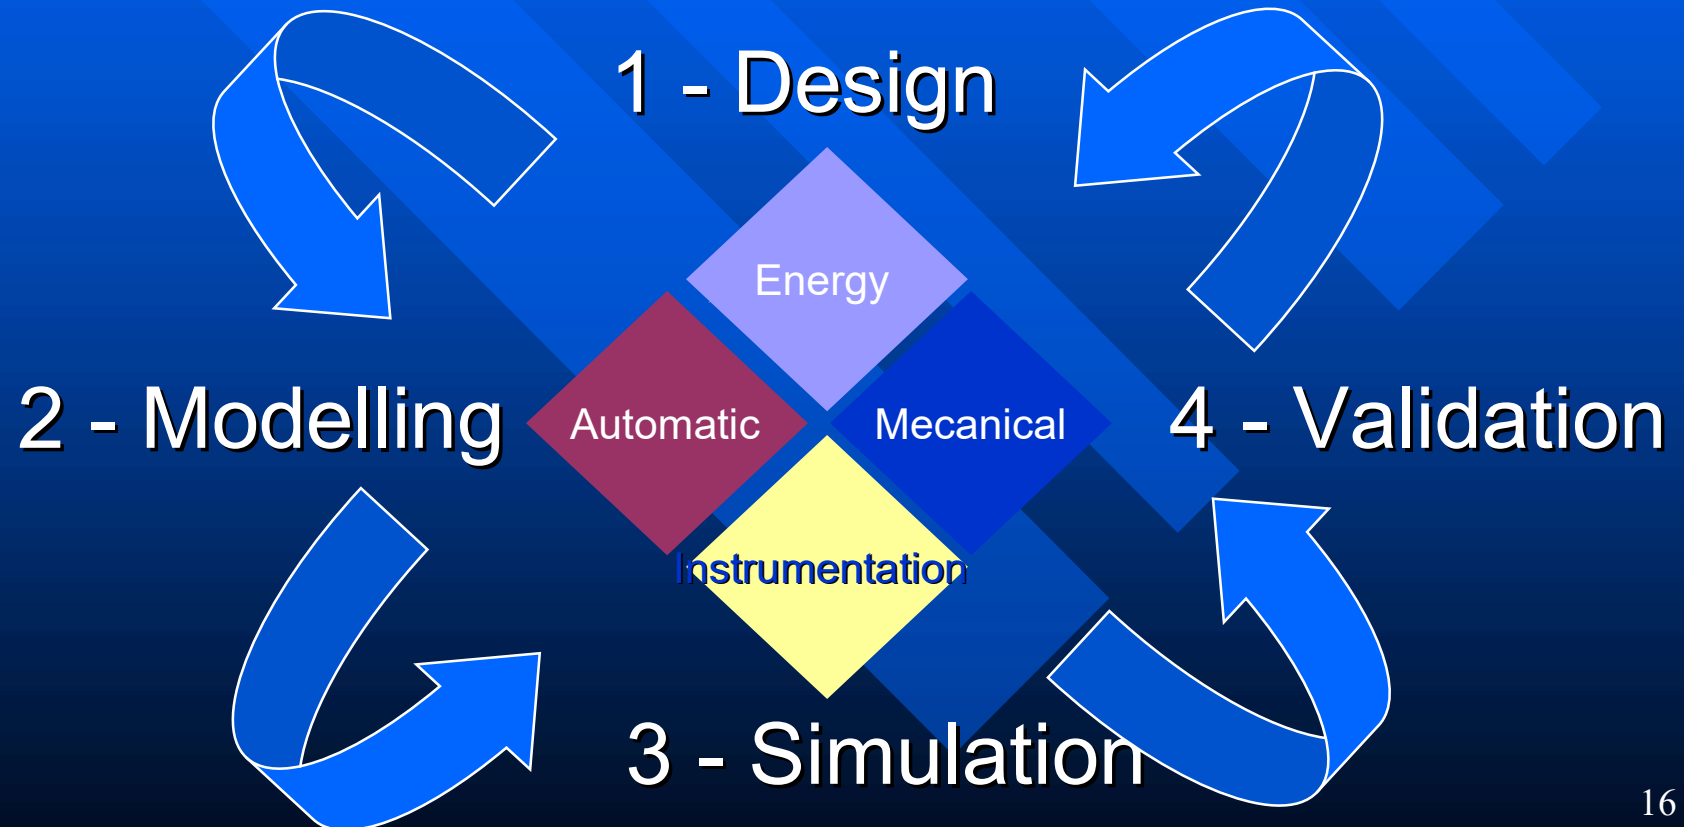 1 - Design
Energy
2 - Modelling
Automatic
Mecanical
4 - Validation
Instrumentation
3 - Simulation
16